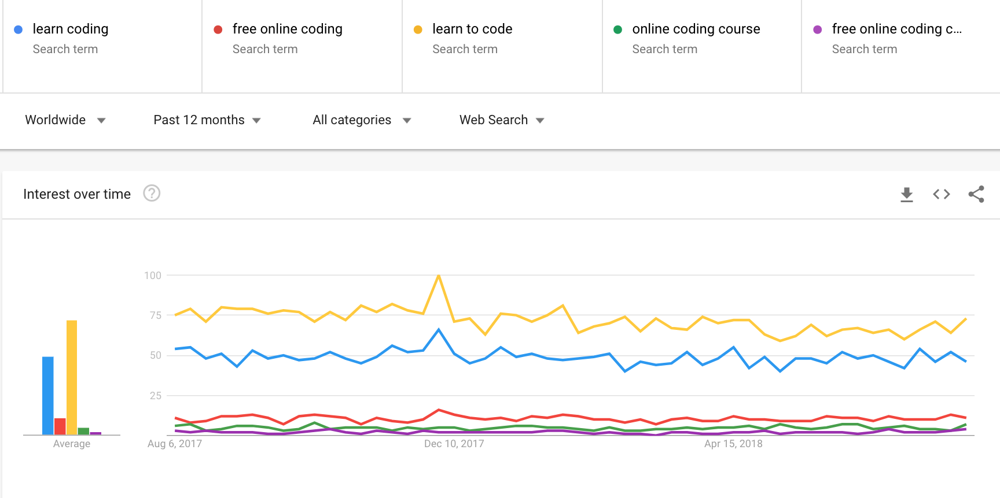 learn coding
Search term
free online coding
Search term
learn to code
Search term
online coding course
Search term
free online coding c...
Search term
Worldwide
Past 12 months
All categories
Web Search
Interest over time
?
100
75
50
25
Average
Aug 6, 2017
Dec 10, 2017
Apr 15, 2018